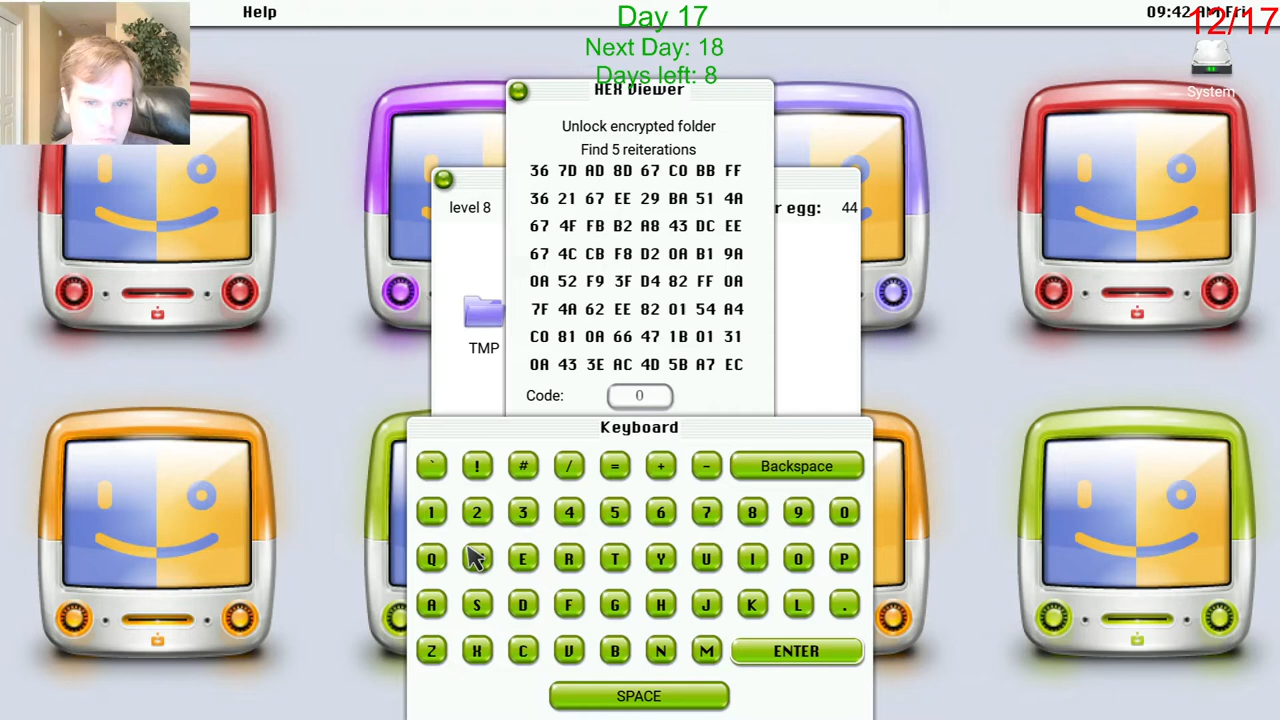 Help
Day 17
09:42 AM Fri
12/17
Next Day: 18
Days left: 8
System
HEX Viewer
Unlock encrypted folder
Find 5 reiterations
36 7D AD 8D 67 C0 BB FF
36 21 67 EE 29 BA 51 4A
67 4F FB B2 A8 43 DC EE
67 4C CB F8 D2 0A B1 9A
0A 52 F9 3F D4 82 FF 0A
7F 4A 62 EE 82 01 54 A4
C0 81 0A 66 47 1B 01 31
0A 43 3E AC 4D 5B A7 EC
Code: 0
level 8
r egg: 44
TMP
Keyboard
` ! # / = + - Backspace
1 2 3 4 5 6 7 8 9 0
Q E R T Y U I O P
A S D F G H J K L .
Z X C V B N M ENTER
SPACE